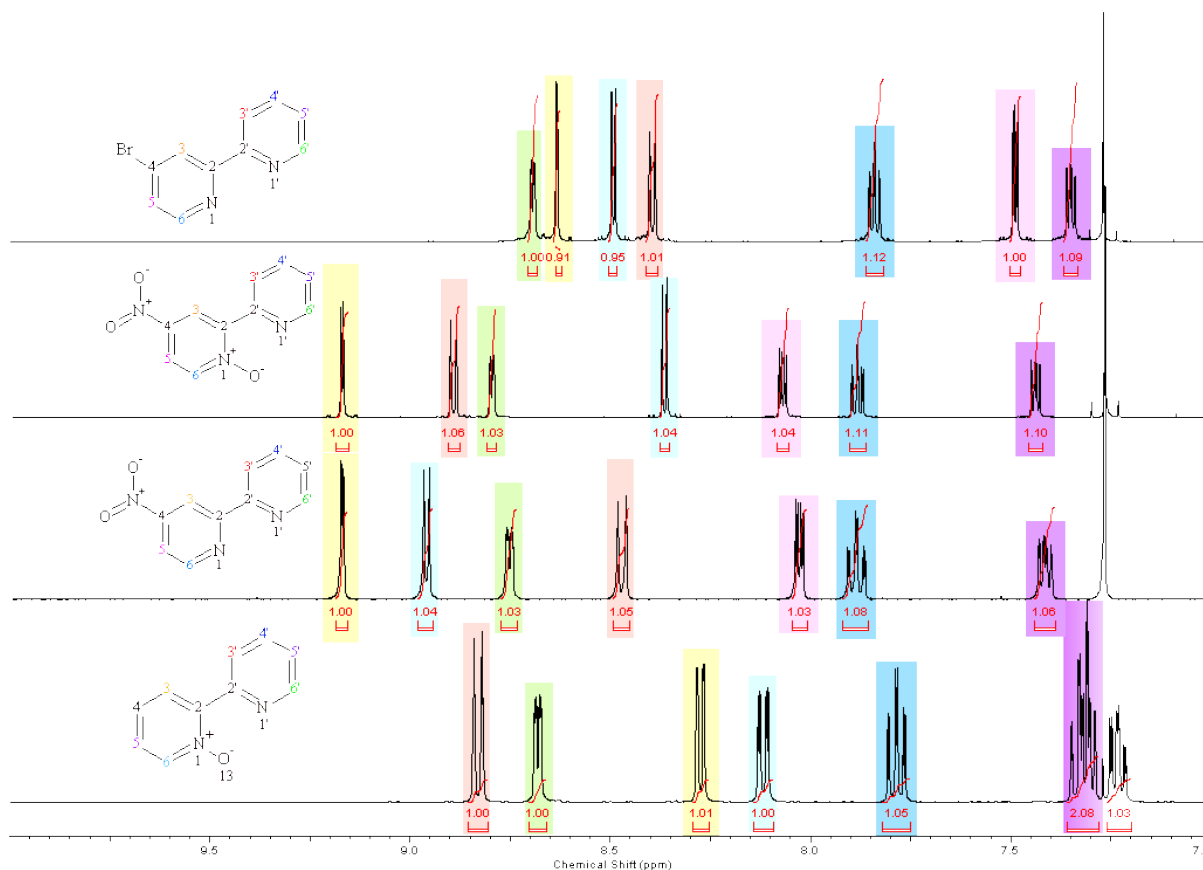 4'
3' 5'
Br 3 2' 6'
4 2 N
1'
5 N
6 1
1.00 0.91 0.95 1.01 1.12 1.00 1.09
O- 4'
N+ 3' 5'
O 3 2' 6'
4 2 N
1'
5 N+
6 1 O-
1.00 1.06 1.03 1.04 1.04 1.11 1.10
O- 4'
N+ 3' 5'
O 3 2' 6'
4 2 N
1'
5 N
6 1
1.00 1.04 1.03 1.05 1.03 1.08 1.06
4'
3' 5'
3 2' 6'
4 2 N
1'
5 N+
6 1 O-
13
1.00 1.00 1.01 1.00 1.05 2.08 1.03
9.5 9.0 8.5 8.0 7.5 7.0
Chemical Shift (ppm)